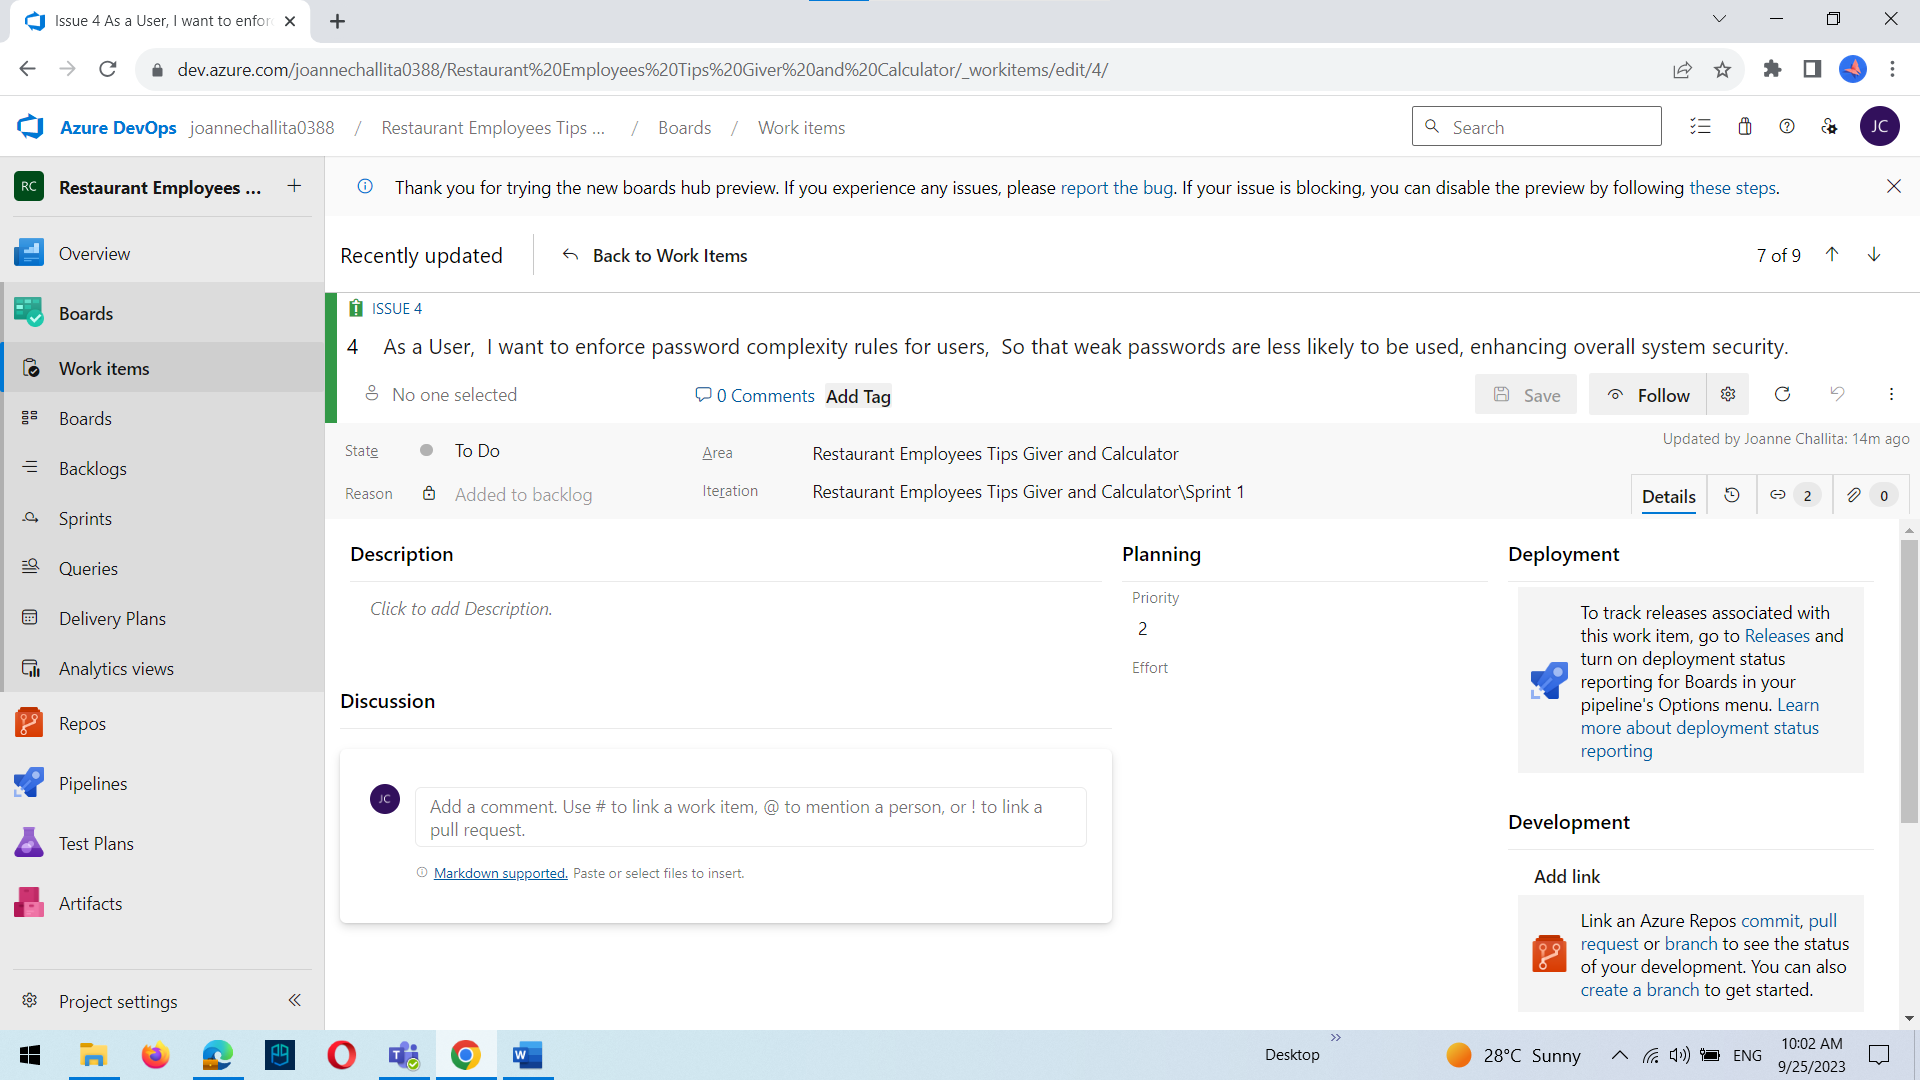 Issue 4 As a User, I want to enfor
dev.azure.com/joannechallita0388/Restaurant%20Employees%20Tips%20Giver%20and%20Calculator/_workitems/edit/4/
Azure DevOps joannechallita0388 / Restaurant Employees Tips ... / Boards / Work items
Search
JC
RC Restaurant Employees ...
Thank you for trying the new boards hub preview. If you experience any issues, please report the bug. If your issue is blocking, you can disable the preview by following these steps.
Overview
Boards
Work items
Boards
Backlogs
Sprints
Queries
Delivery Plans
Analytics views
Repos
Pipelines
Test Plans
Artifacts
Project settings
Recently updated
Back to Work Items
7 of 9
ISSUE 4
4 As a User, I want to enforce password complexity rules for users, So that weak passwords are less likely to be used, enhancing overall system security.
No one selected
0 Comments
Add Tag
Save
Follow
Updated by Joanne Challita: 14m ago
State To Do
Area Restaurant Employees Tips Giver and Calculator
Reason Added to backlog
Iteration Restaurant Employees Tips Giver and Calculator\Sprint 1
Details
2
0
Description
Click to add Description.
Discussion
JC
Add a comment. Use # to link a work item, @ to mention a person, or ! to link a
pull request.
Markdown supported. Paste or select files to insert.
Planning
Priority
2
Effort
Deployment
To track releases associated with
this work item, go to Releases and
turn on deployment status
reporting for Boards in your
pipeline's Options menu. Learn
more about deployment status
reporting
Development
Add link
Link an Azure Repos commit, pull
request or branch to see the status
of your development. You can also
create a branch to get started.
Desktop
28°C Sunny
ENG
10:02 AM
9/25/2023